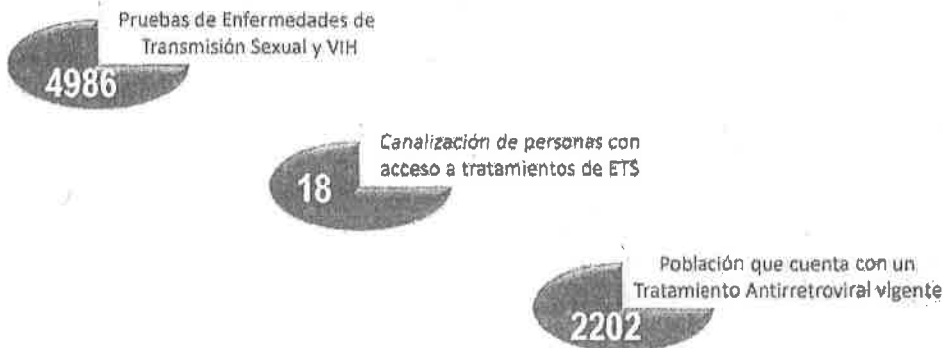 Pruebas de Enfermedades de
Transmisión Sexual y VIH
4986
Canalización de personas con
acceso a tratamientos de ETS
18
Población que cuenta con un
Tratamiento Antirretroviral vigente
2202